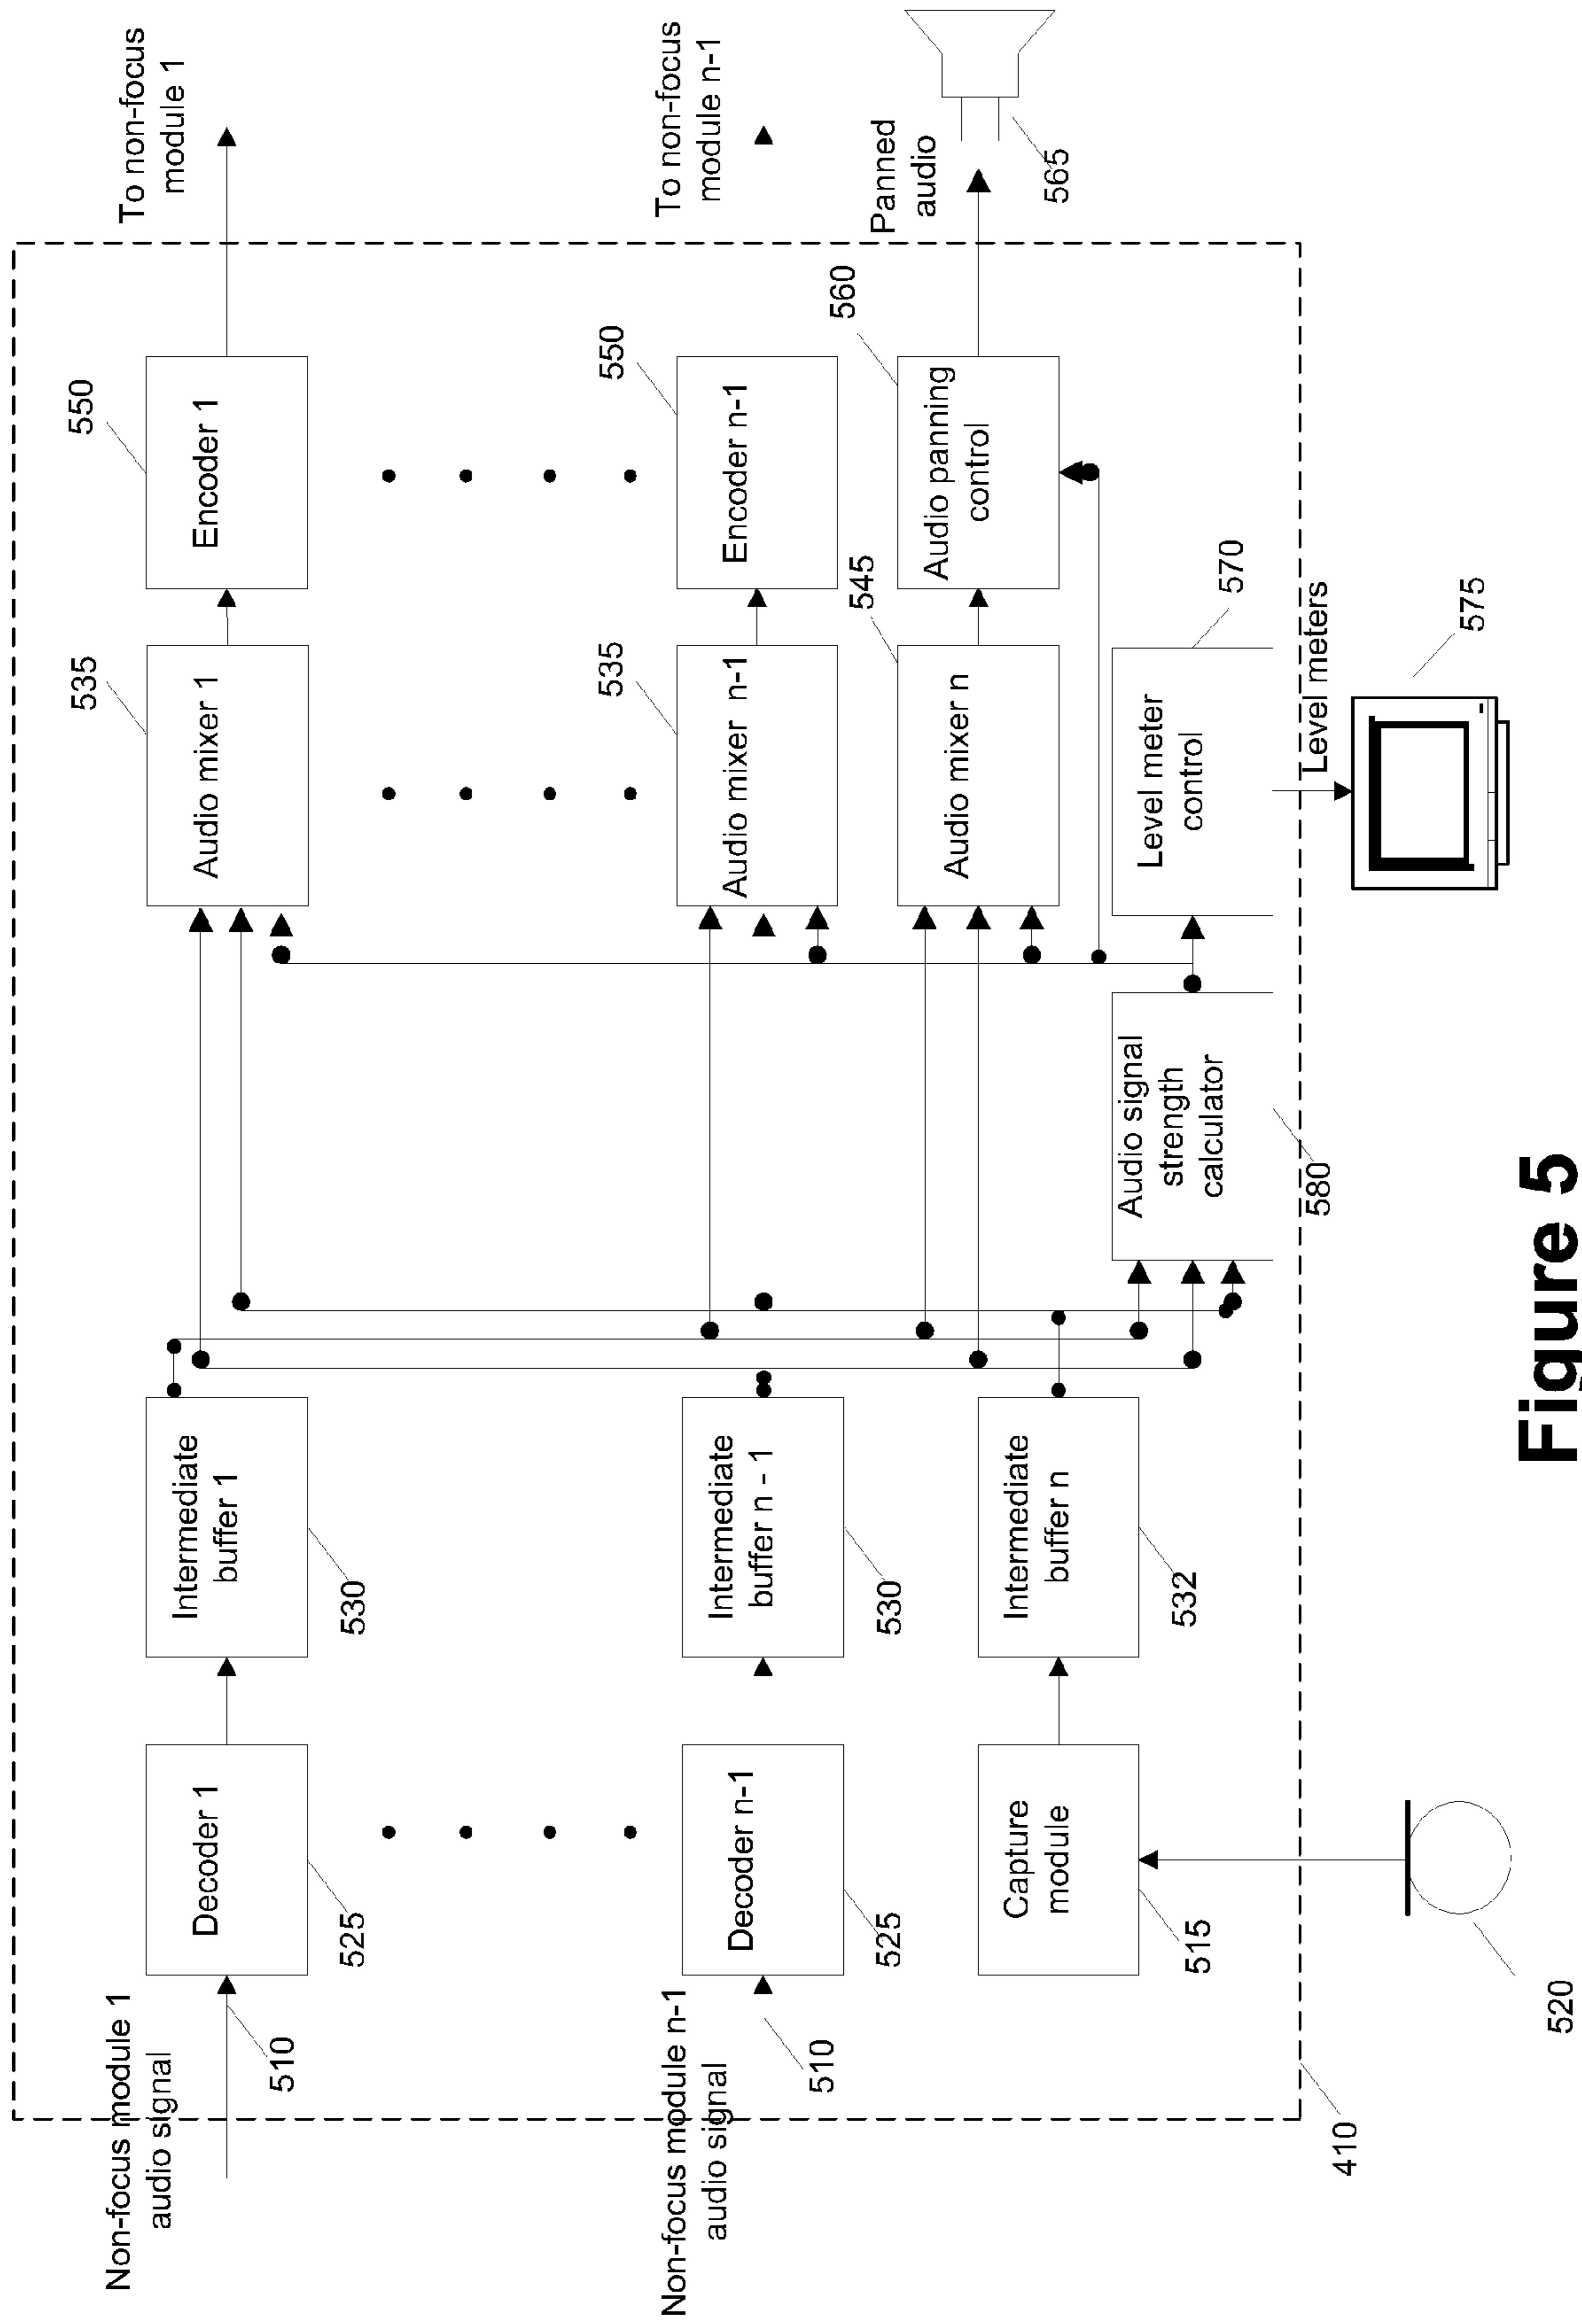 Non-focus module 1
audio signal
510
Decoder 1
525
Intermediate
buffer 1
530
Audio mixer 1
535
Encoder 1
550
To non-focus
module 1
Non-focus module n-1
audio signal
510
Decoder n-1
525
Intermediate
buffer n - 1
530
Audio mixer n-1
535
Encoder n-1
550
To non-focus
module n-1
Capture
module
515
Intermediate
buffer n
532
Audio mixer n
545
Audio panning
control
560
Panned
audio
565
Audio signal
strength
calculator
580
Level meter
control
570
Level meters
575
410
520
Figure 5